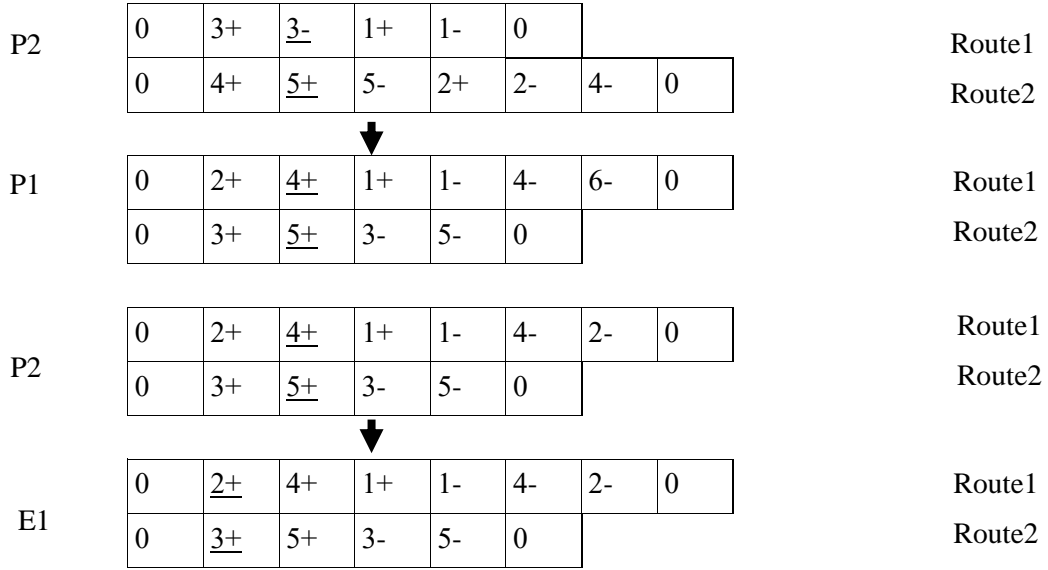 P2
0 3+ 3- 1+ 1- 0 Route1
0 4+ 5+ 5- 2+ 2- 4- 0 Route2
P1
0 2+ 4+ 1+ 1- 4- 6- 0 Route1
0 3+ 5+ 3- 5- 0 Route2
P2
0 2+ 4+ 1+ 1- 4- 2- 0 Route1
0 3+ 5+ 3- 5- 0 Route2
E1
0 2+ 4+ 1+ 1- 4- 2- 0 Route1
0 3+ 5+ 3- 5- 0 Route2